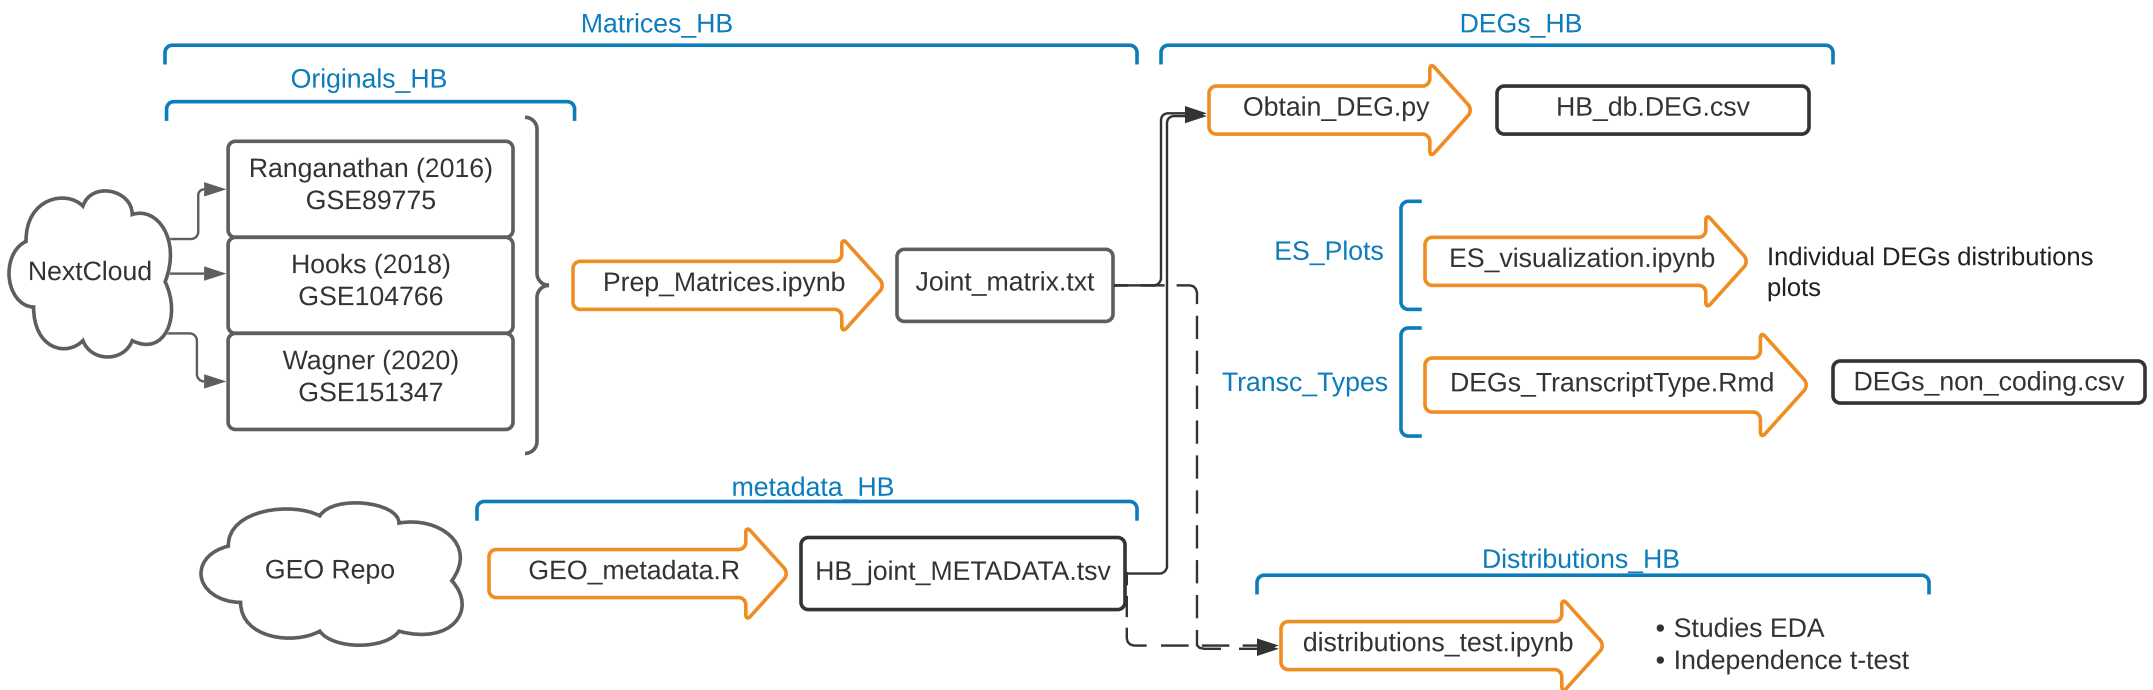 Matrices_HB
DEGs_HB
Originals_HB
Obtain_DEG.py
HB_db.DEG.csv
Ranganathan (2016)
GSE89775
NextCloud
Hooks (2018)
GSE104766
Wagner (2020)
GSE151347
Prep_Matrices.ipynb
Joint_matrix.txt
ES_Plots
ES_visualization.ipynb
Individual DEGs distributions
plots
Transc_Types
DEGs_TranscriptType.Rmd
DEGs_non_coding.csv
metadata_HB
GEO Repo
GEO_metadata.R
HB_joint_METADATA.tsv
Distributions_HB
distributions_test.ipynb
• Studies EDA
• Independence t-test